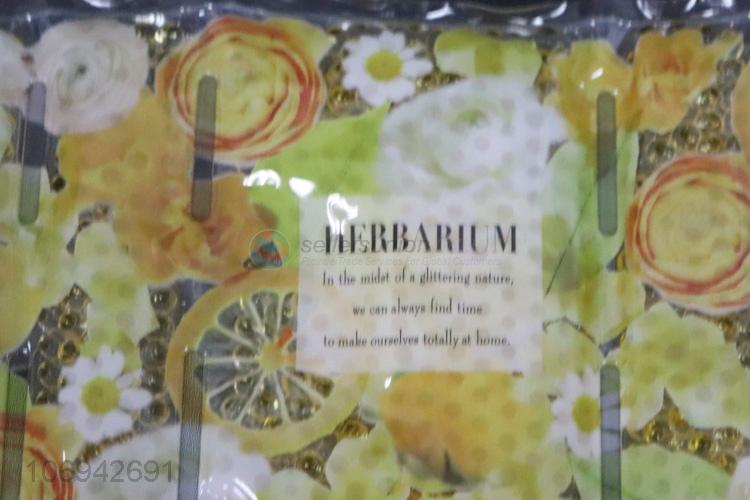 HERBARIUM
sellersunion
In the midst of a glittering nature,
we can always find time
to make ourselves totally at home.
106942691